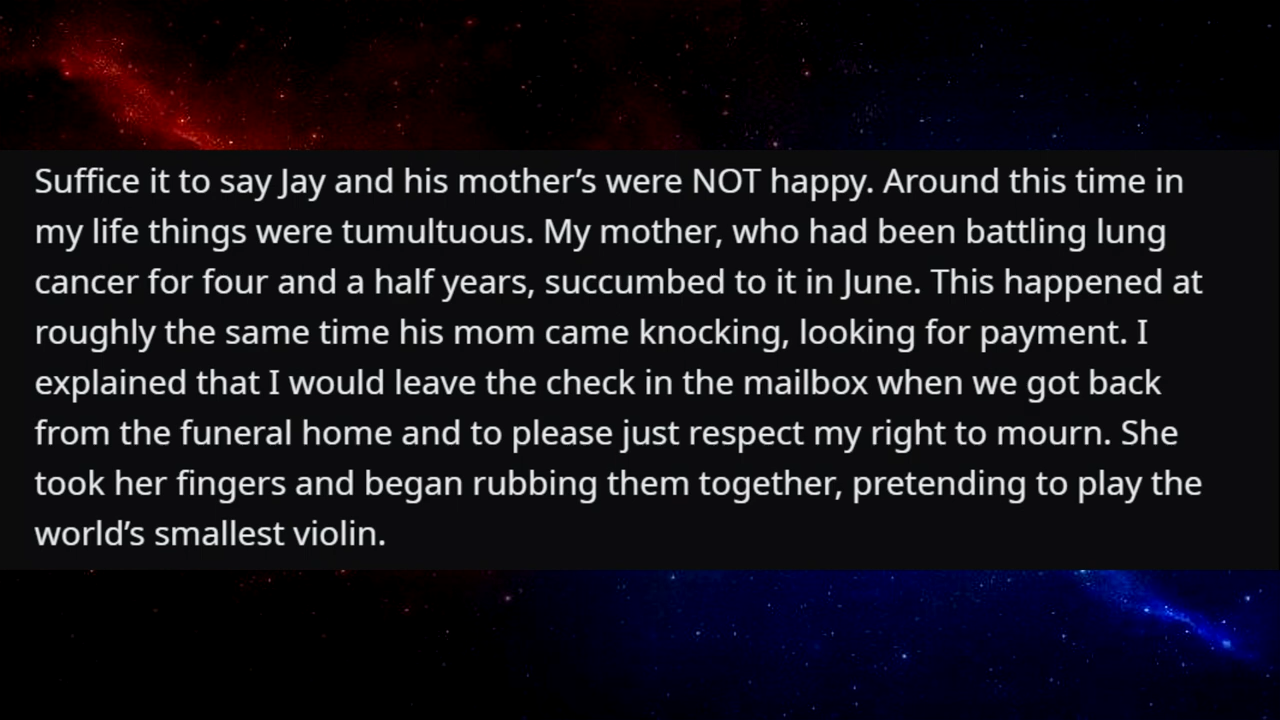 Suffice it to say Jay and his mother’s were NOT happy. Around this time in
my life things were tumultuous. My mother, who had been battling lung
cancer for four and a half years, succumbed to it in June. This happened at
roughly the same time his mom came knocking, looking for payment. I
explained that I would leave the check in the mailbox when we got back
from the funeral home and to please just respect my right to mourn. She
took her fingers and began rubbing them together, pretending to play the
world’s smallest violin.